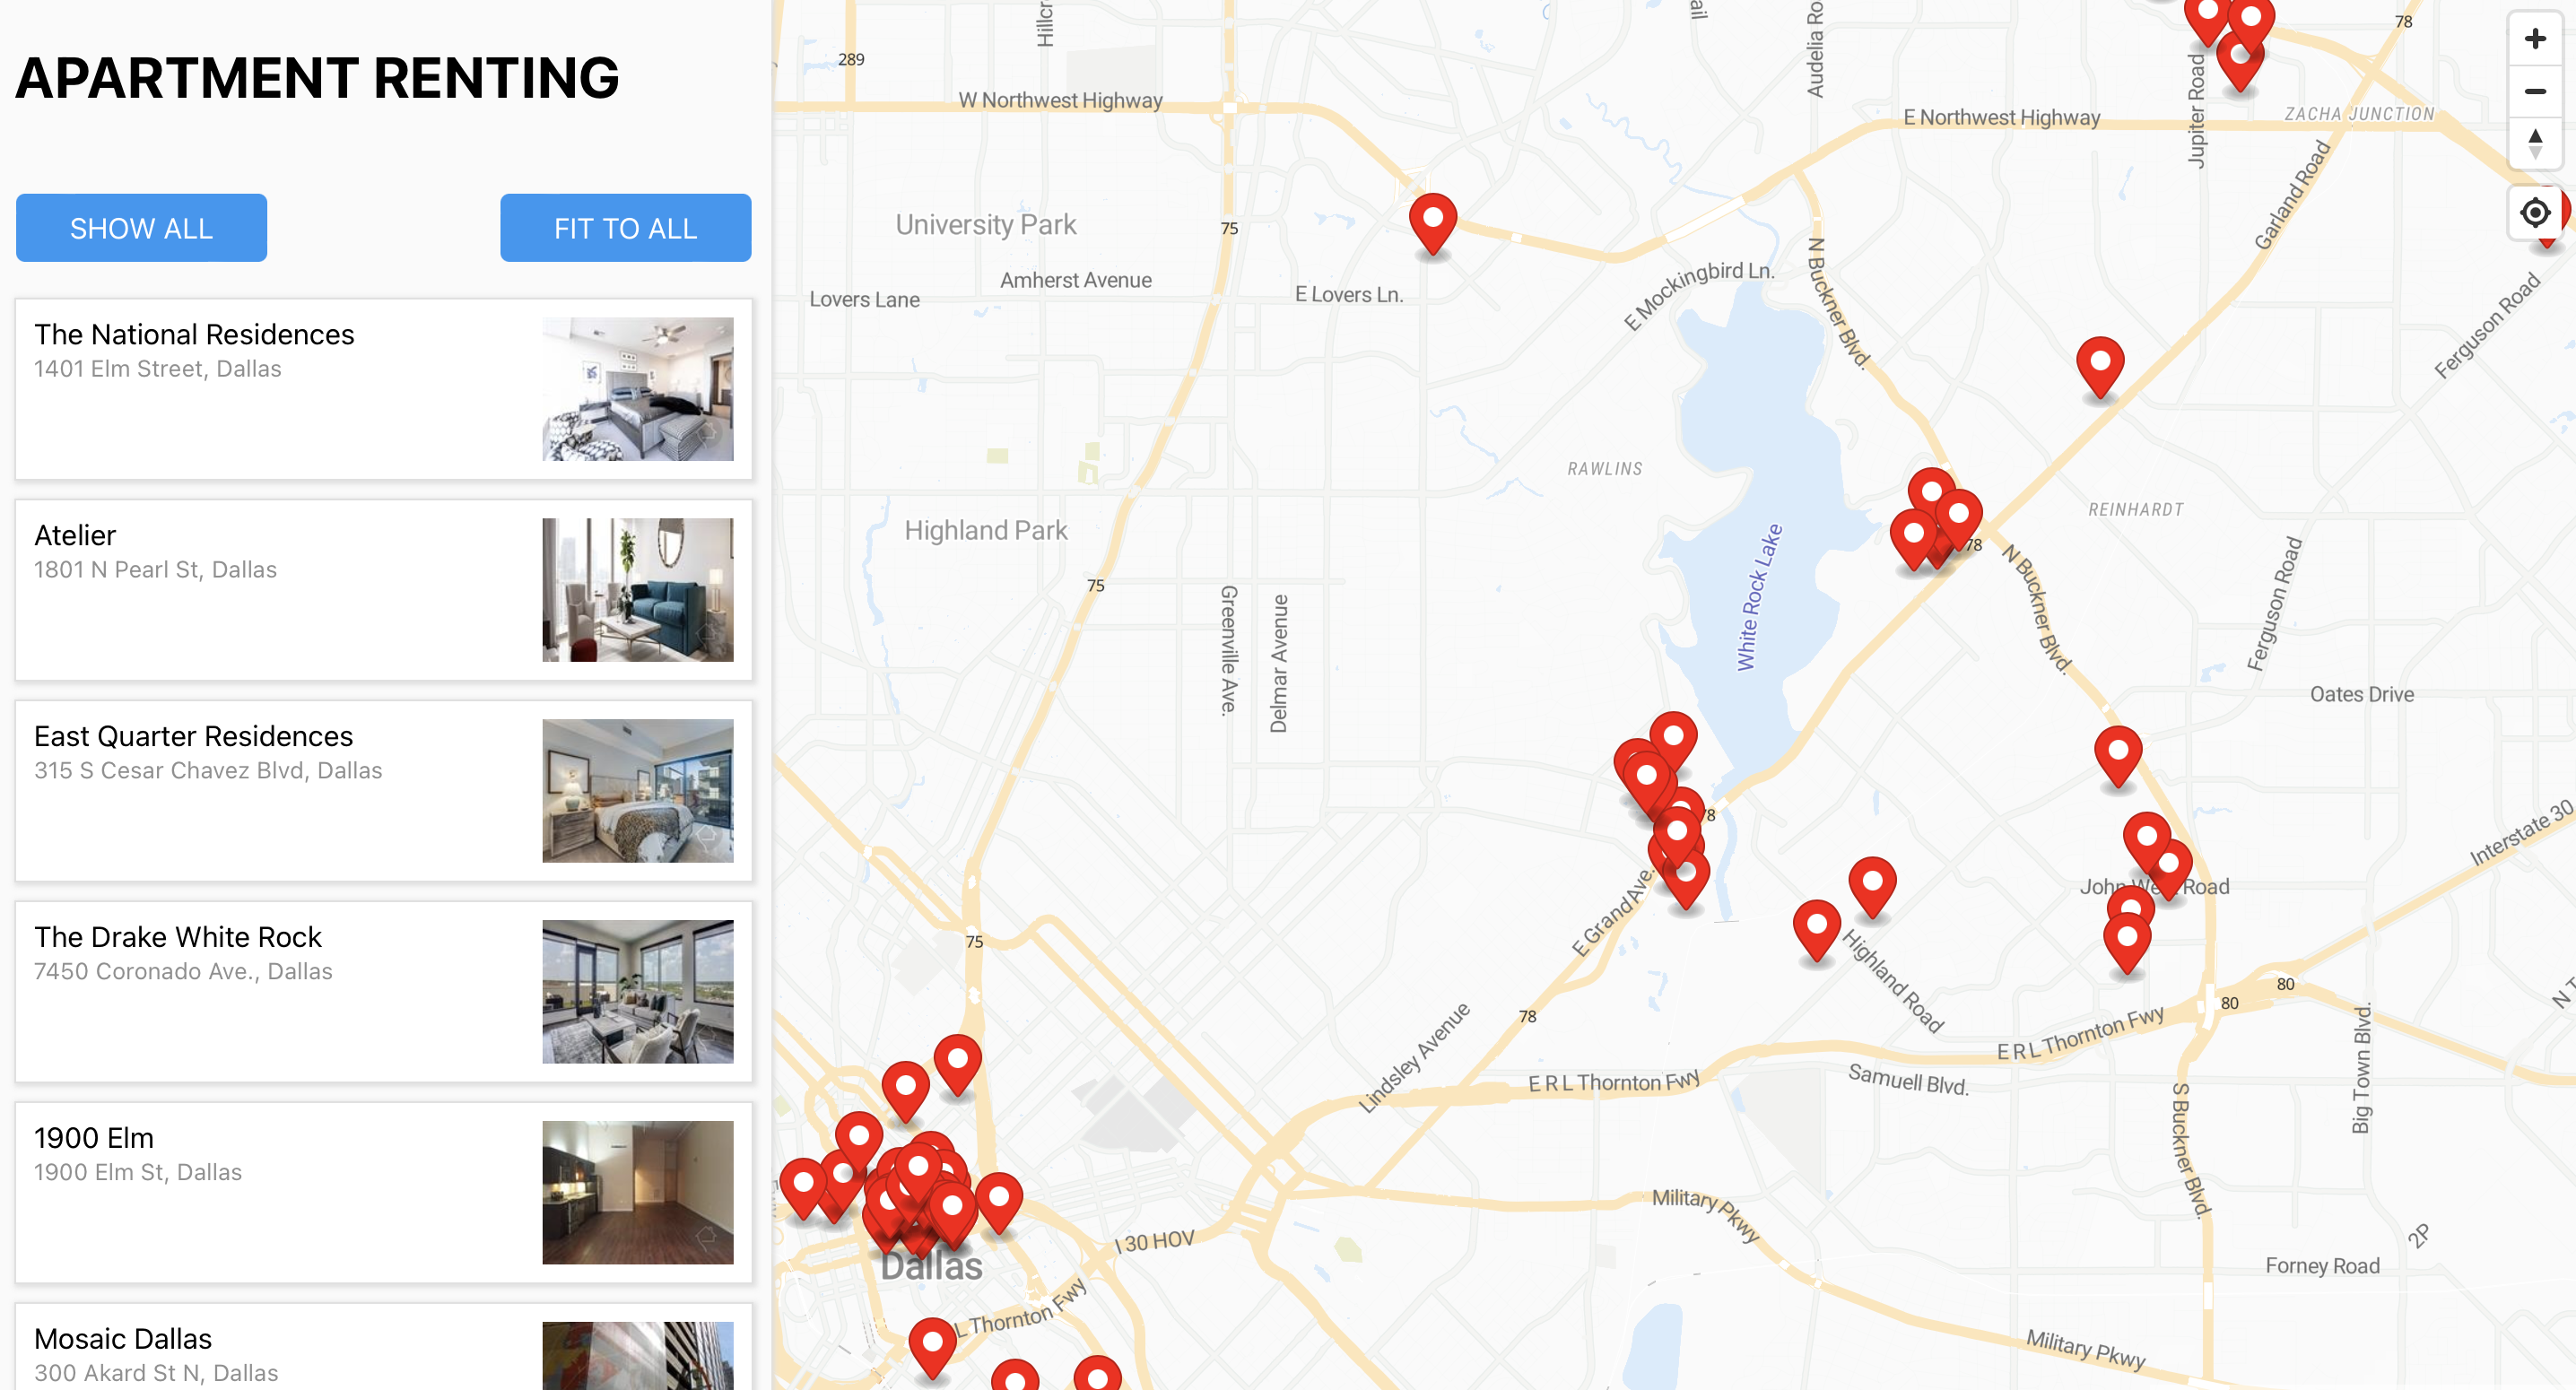 APARTMENT RENTING
SHOW ALL
FIT TO ALL
The National Residences
1401 Elm Street, Dallas
Atelier
1801 N Pearl St, Dallas
East Quarter Residences
315 S Cesar Chavez Blvd, Dallas
The Drake White Rock
7450 Coronado Ave., Dallas
1900 Elm
1900 Elm St, Dallas
Mosaic Dallas
300 Akard St N, Dallas
78
289
W Northwest Highway
E Northwest Highway
ZACHA JUNCTION
Jupiter Road
Garland Road
University Park
75
Amherst Avenue
Lovers Lane
E Lovers Ln.
E Mockingbird Ln.
N Buckner Blvd.
Ferguson Road
RAWLINS
REINHARDT
Highland Park
78
White Rock Lake
75
Greenville Ave.
Delmar Avenue
N Buckner Blvd.
Ferguson Road
Oates Drive
78
Interstate 30
E Grand Ave.
75
Highland Road
80
80
78
Lindsley Avenue
E R L Thornton Fwy
E R L Thornton Fwy
Samuell Blvd.
Big Town Blvd.
S Buckner Blvd.
Military Pkwy
I 30 HOV
2P
Dallas
Forney Road
L Thornton Fwy
Military Pkwy